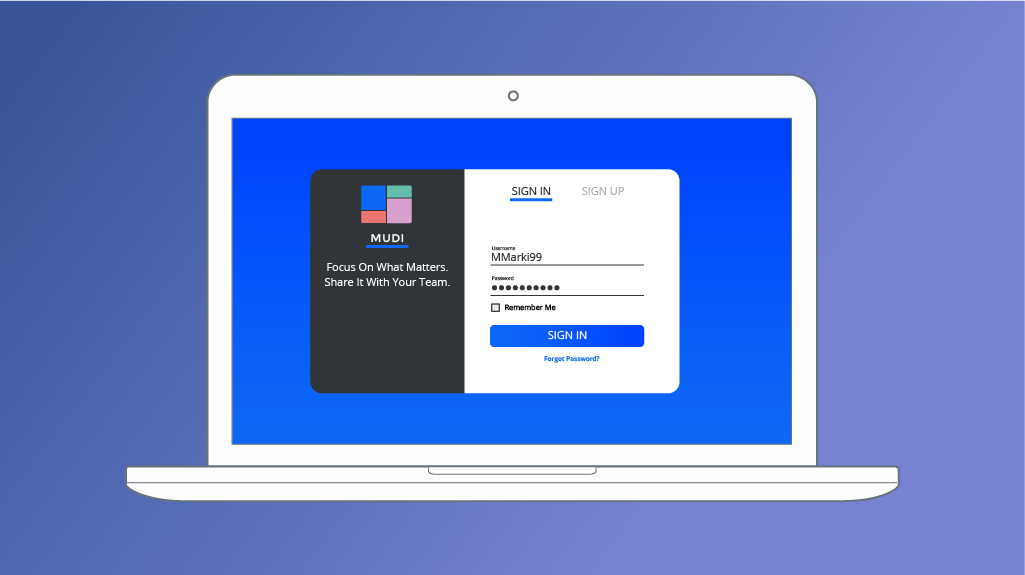 MUDI
Focus On What Matters.
Share It With Your Team.
SIGN IN
SIGN UP
Username
MMarki99
Password
●●●●●●●●●●
Remember Me
SIGN IN
Forgot Password?